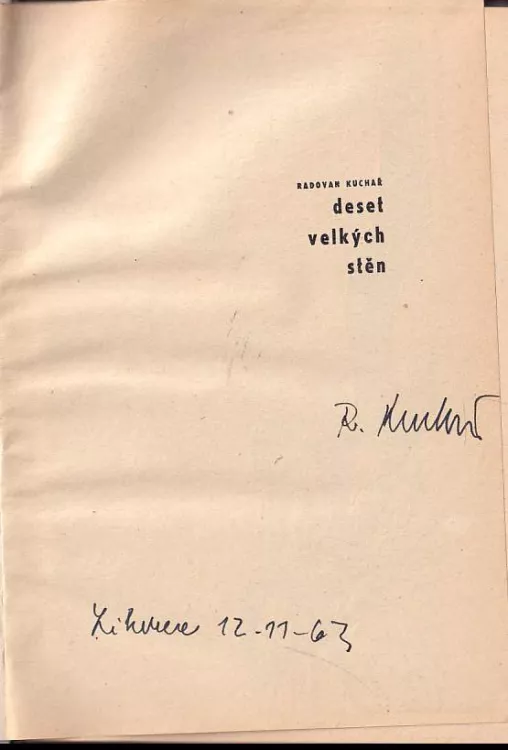 RADOVAN KUCHAŘ
deset
velkých
stěn
R. Kuchař
12-11-63